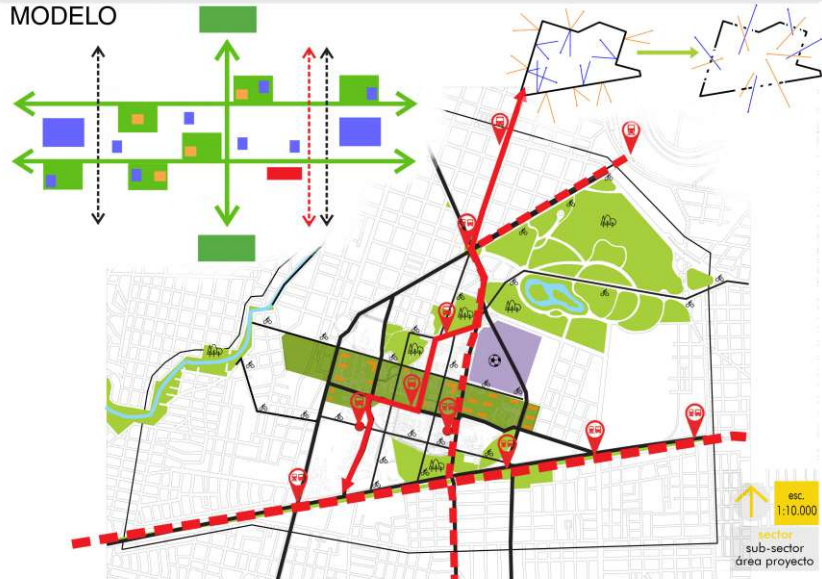 MODELO
esc.
1:10.000
sector
sub-sector
área proyecto